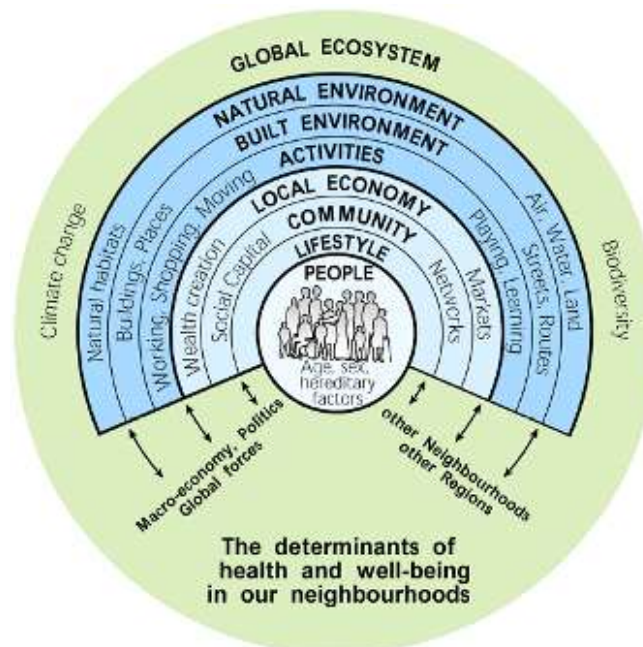 GLOBAL ECOSYSTEM
NATURAL ENVIRONMENT
BUILT ENVIRONMENT
ACTIVITIES
LOCAL ECONOMY
COMMUNITY
LIFESTYLE
PEOPLE
Age, sex,
hereditary
factors
Climate change
Natural habitats
Buildings, Places
Working, Shopping, Moving
Wealth creation
Social Capital
Networks
Markets
Playing, Learning
Streets, Routes
Air, Water, Land
Biodiversity
Macro-economy, Politics
Global forces
other Neighbourhoods
other Regions
The determinants of
health and well-being
in our neighbourhoods